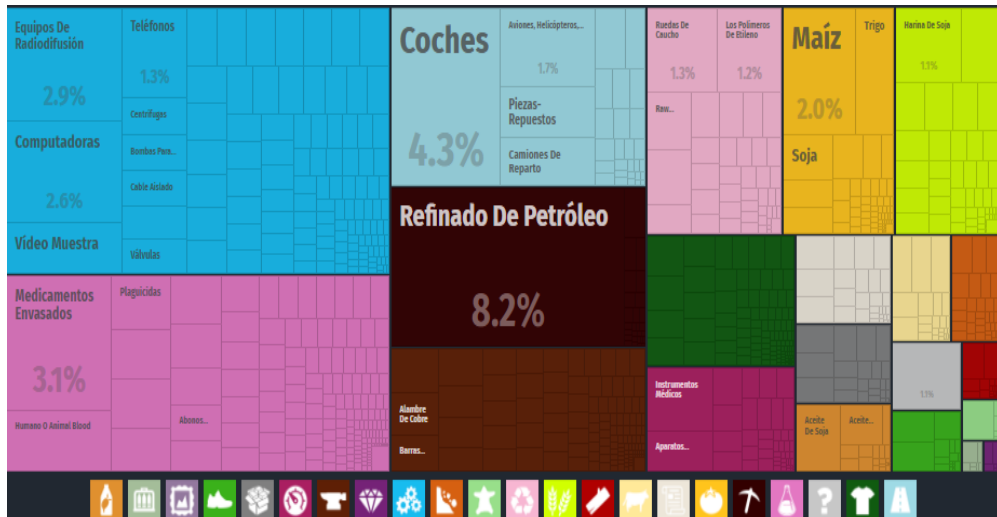 Equipos De
Radiodifusión
2.9%
Computadoras
2.6%
Vídeo Muestra
Teléfonos
1.3%
Centrífugas
Bombas Para...
Cable Aislado
Válvulas
Medicamentos
Envasados
3.1%
Humano O Animal Blood
Plaguicidas
Abonos...
Coches
4.3%
Aviones, Helicópteros,...
1.7%
Piezas-
Repuestos
Camiones De
Reparto
Refinado De Petróleo
8.2%
Alambre
De Cobre
Barras...
Ruedas De
Caucho
1.3%
Los Polimeros
De Etileno
1.2%
Raw...
Instrumentos
Médicos
Aparatos...
Maíz
2.0%
Trigo
Soja
Harina De Soja
1.1%
Aceite
De Soja
Aceite...
1.1%
?